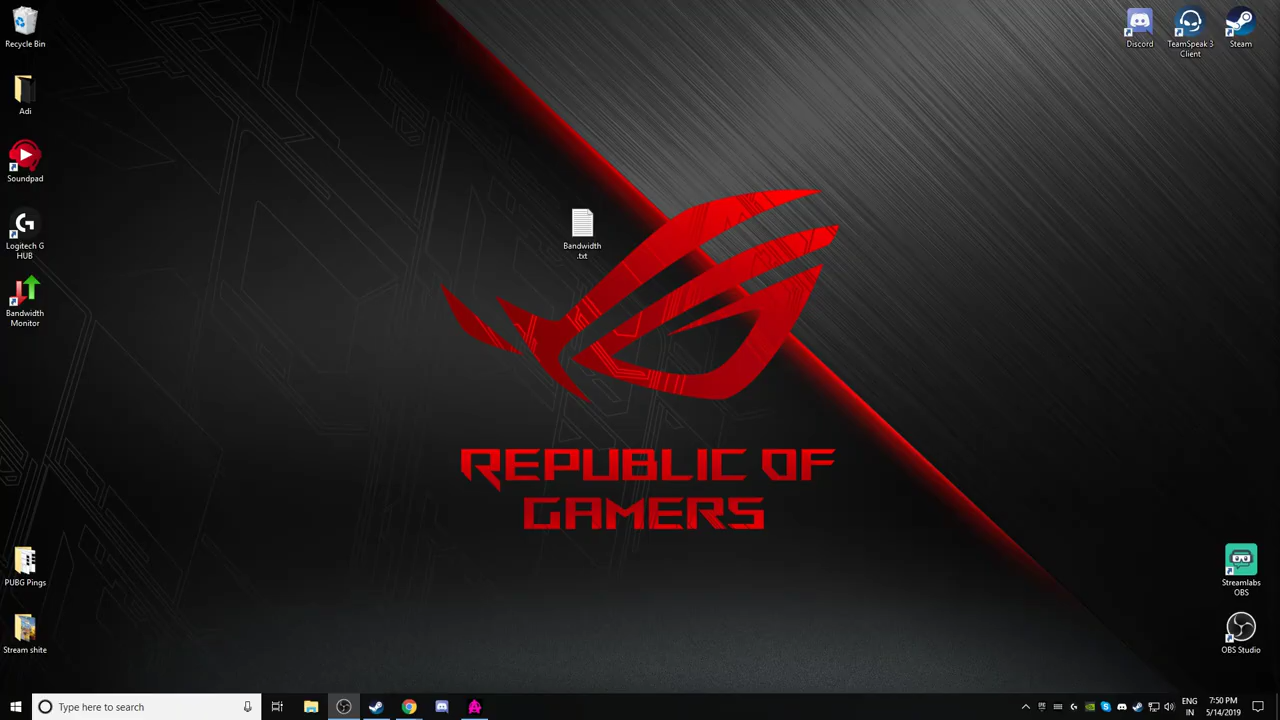 Recycle Bin
Adi
Soundpad
Logitech G
HUB
Bandwidth
Monitor
PUBG Pings
Stream shite
Bandwidth
.txt
REPUBLIC OF
GAMERS
Discord
TeamSpeak 3
Client
Steam
Streamlabs
OBS
OBS Studio
Type here to search
ENG
IN
7:50 PM
5/14/2019